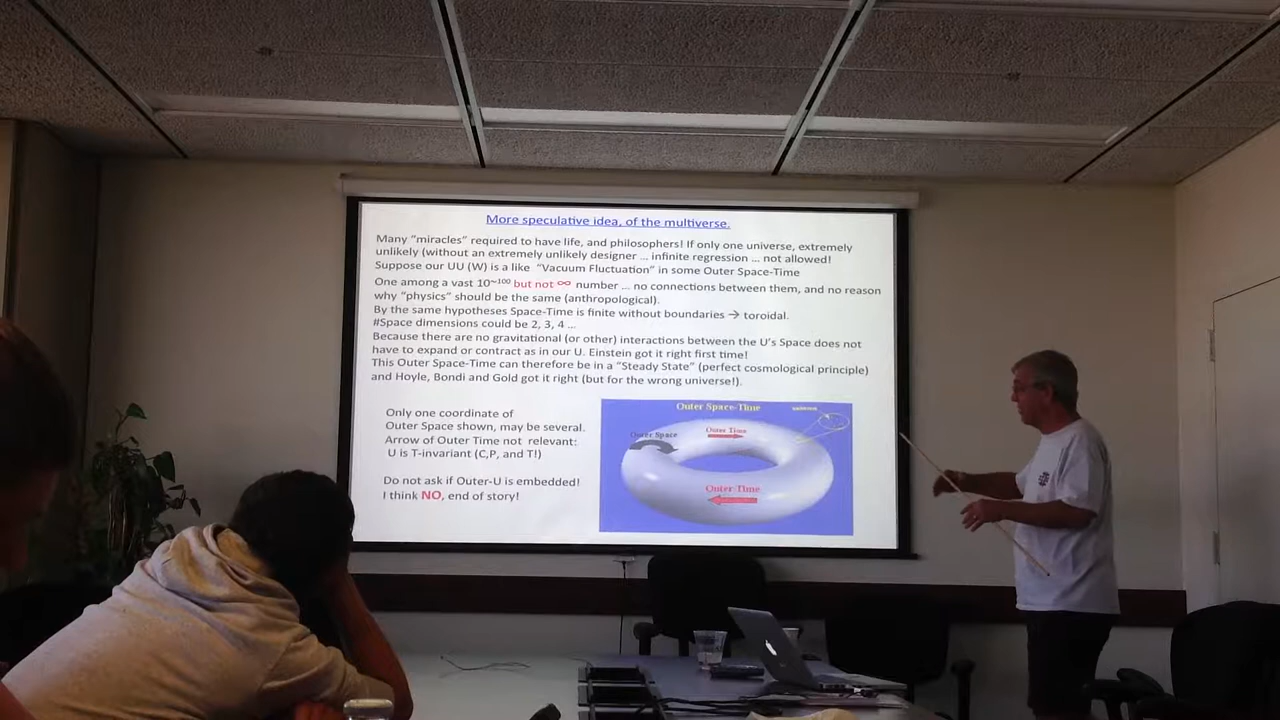 More speculative idea, of the multiverse.
Many “miracles” required to have life, and philosophers! If only one universe, extremely
unlikely (without an extremely unlikely designer … infinite regression … not allowed!
Suppose our UU (W) is a like “Vacuum Fluctuation” in some Outer Space-Time
One among a vast 10~100 but not ∞ number … no connections between them, and no reason
why “physics” should be the same (anthropological).
By the same hypotheses Space-Time is finite without boundaries → toroidal.
#Space dimensions could be 2, 3, 4 …
Because there are no gravitational (or other) interactions between the U's Space does not
have to expand or contract as in our U. Einstein got it right first time!
This Outer Space-Time can therefore be in a “Steady State” (perfect cosmological principle)
and Hoyle, Bondi and Gold got it right (but for the wrong universe!).
Only one coordinate of
Outer Space shown, may be several.
Arrow of Outer Time not relevant:
U is T-invariant (C,P, and T!)
Do not ask if Outer-U is embedded!
I think NO, end of story!
Outer Space-Time
Outer Space
Outer Time
Outer Time